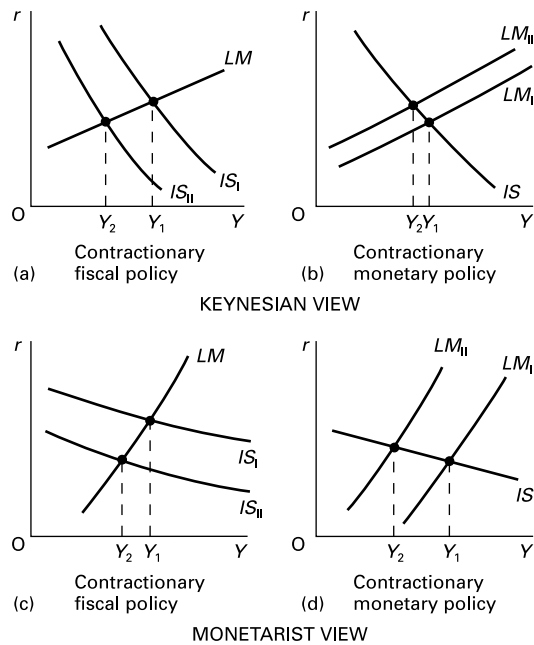 r
LM
IS_I
IS_II
O
Y_2
Y_1
Y
(a)
Contractionary
fiscal policy
r
LM_II
LM_I
IS
O
Y_2
Y_1
Y
(b)
Contractionary
monetary policy
KEYNESIAN VIEW
r
LM
IS_I
IS_II
O
Y_2
Y_1
Y
(c)
Contractionary
fiscal policy
r
LM_II
LM_I
IS
O
Y_2
Y_1
Y
(d)
Contractionary
monetary policy
MONETARIST VIEW